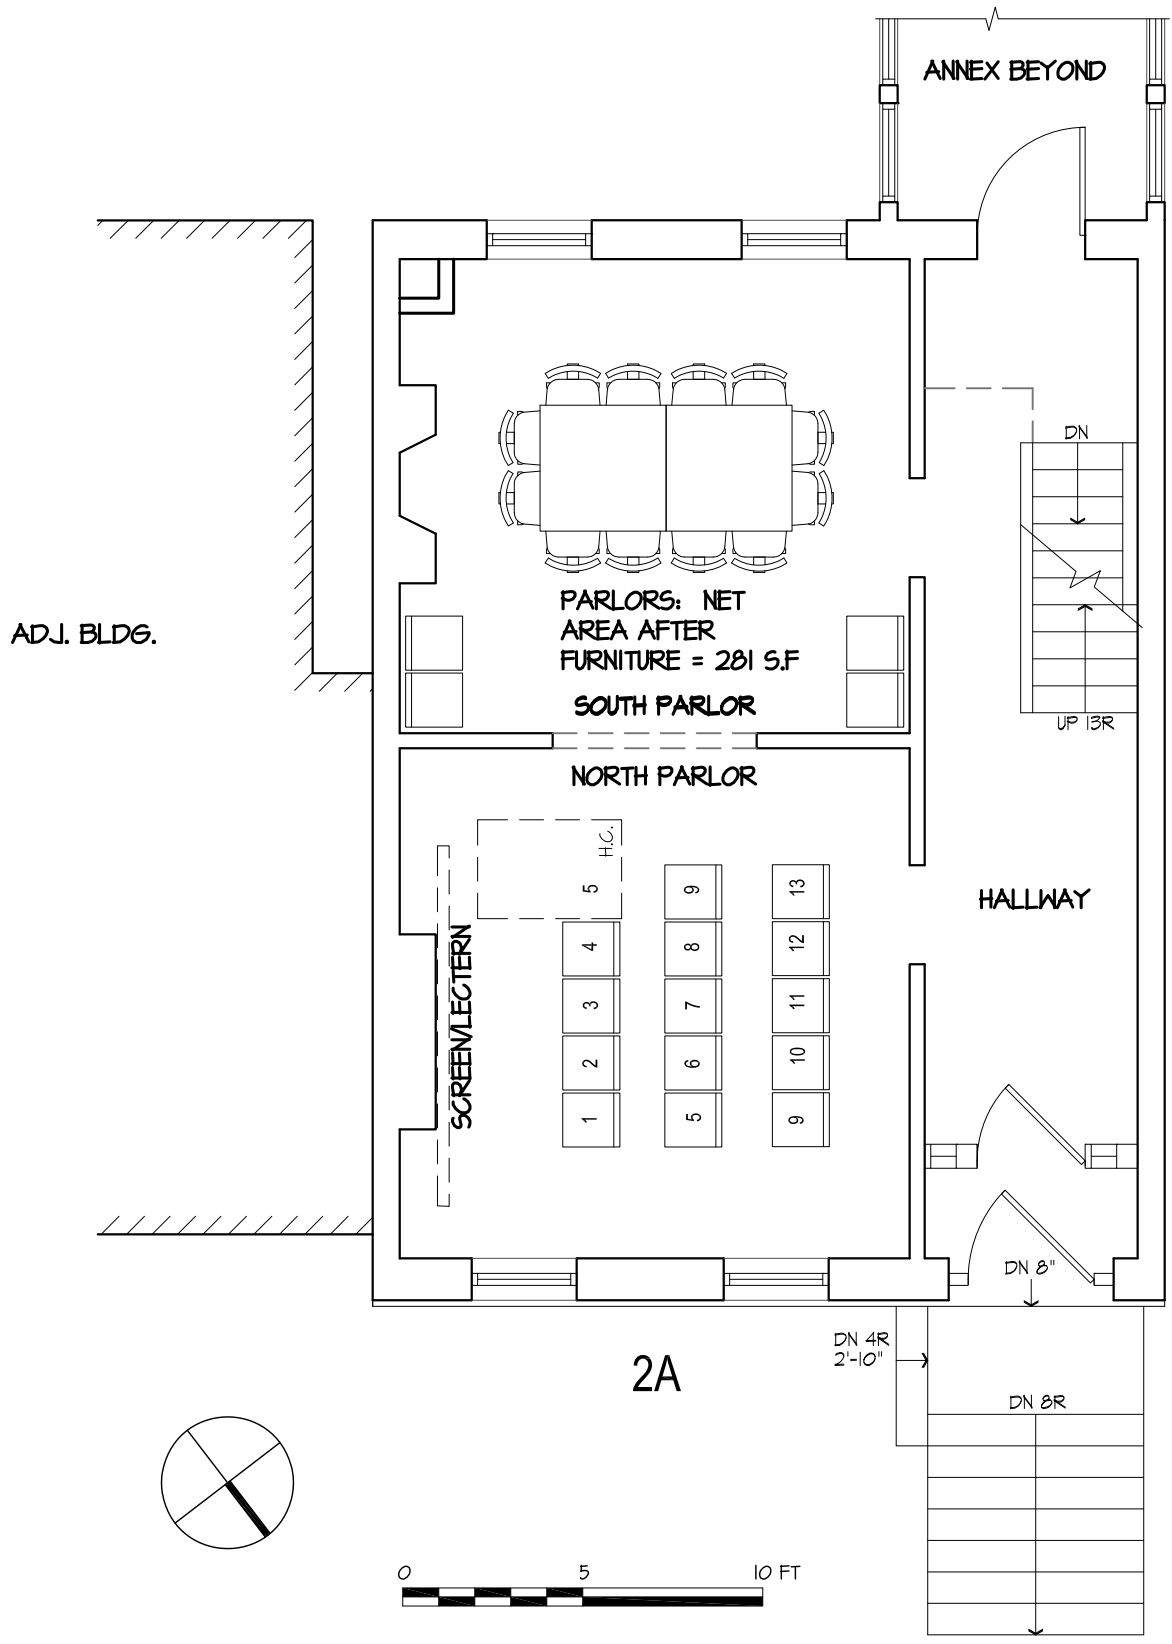 ANNEX BEYOND
DN
ADJ. BLDG.
PARLORS: NET
AREA AFTER
FURNITURE = 281 S.F
SOUTH PARLOR
UP 13R
NORTH PARLOR
H.C.
SCREEN/LECTERN
5
9
13
4
8
12
3
7
11
2
6
10
1
5
9
HALLWAY
DN 8"
DN 4R
2'-10"
2A
DN 8R
0
5
10 FT